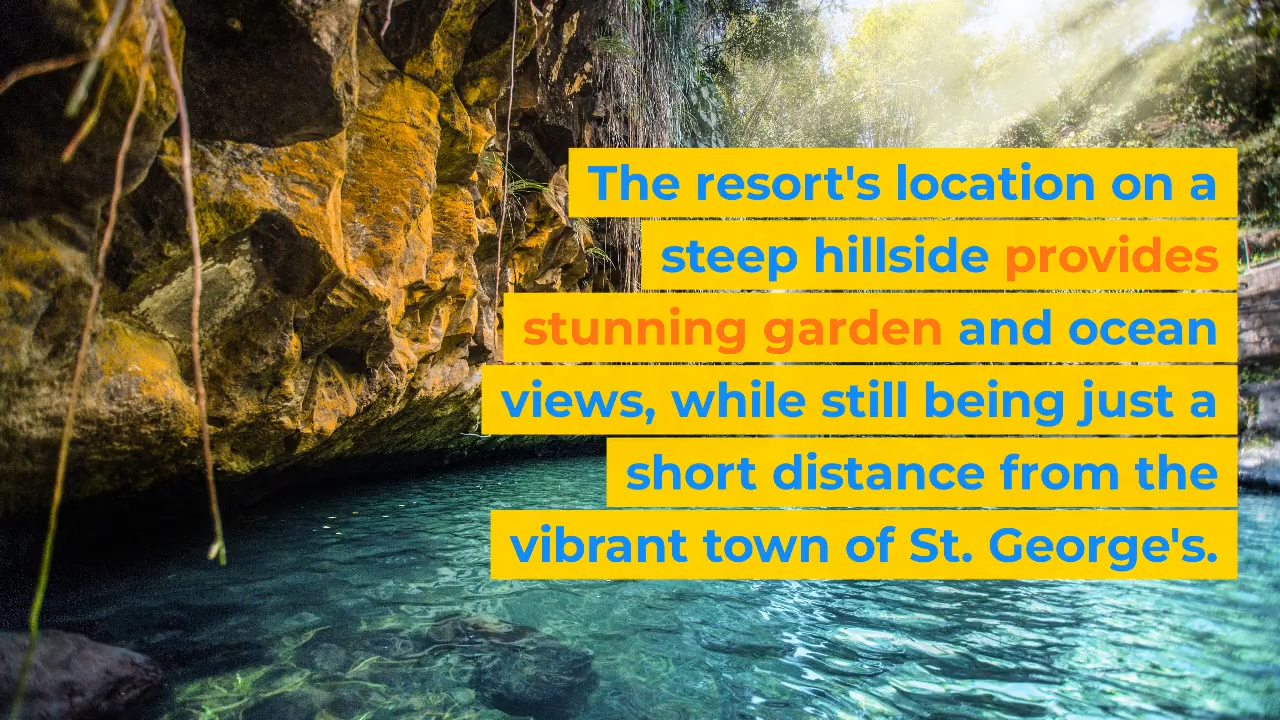 The resort's location on a
steep hillside provides
stunning garden and ocean
views, while still being just a
short distance from the
vibrant town of St. George's.